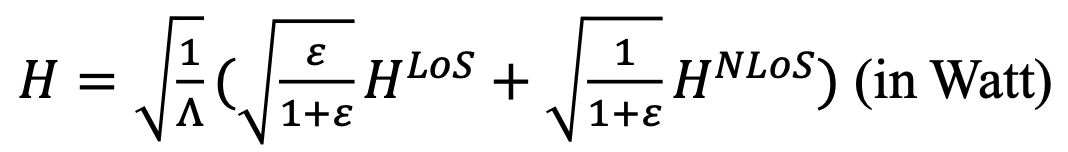 H = √(1/Λ) (√(ε/(1+ε)) H^{LoS} + √(1/(1+ε)) H^{NLoS}) (in Watt)